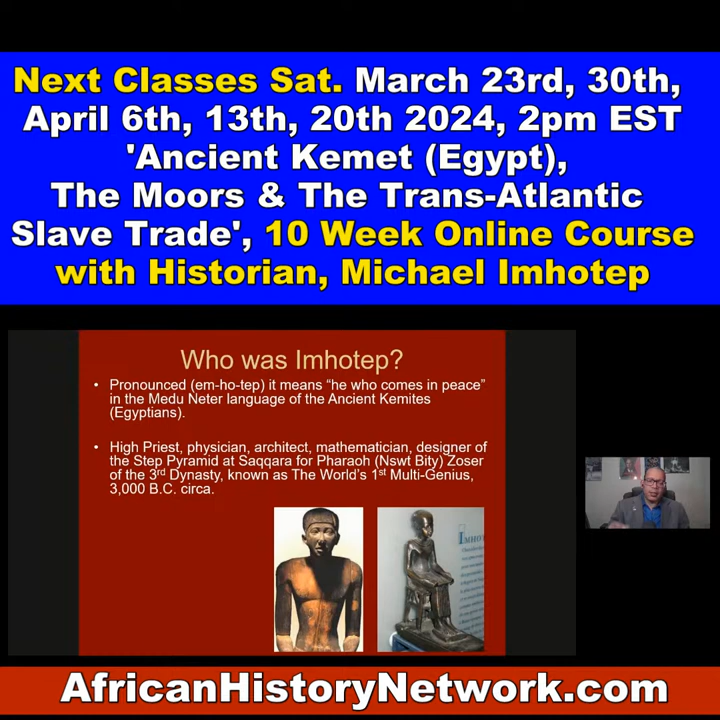 Next Classes Sat. March 23rd, 30th,
April 6th, 13th, 20th 2024, 2pm EST
'Ancient Kemet (Egypt),
The Moors & The Trans-Atlantic
Slave Trade', 10 Week Online Course
with Historian, Michael Imhotep
Who was Imhotep?
• Pronounced (em-ho-tep) it means “he who comes in peace”
in the Medu Neter language of the Ancient Kemites
(Egyptians).
• High Priest, physician, architect, mathematician, designer of
the Step Pyramid at Saqqara for Pharaoh (Nswt Bity) Zoser
of the 3rd Dynasty, known as The World’s 1st Multi-Genius,
3,000 B.C. circa.
AfricanHistoryNetwork.com